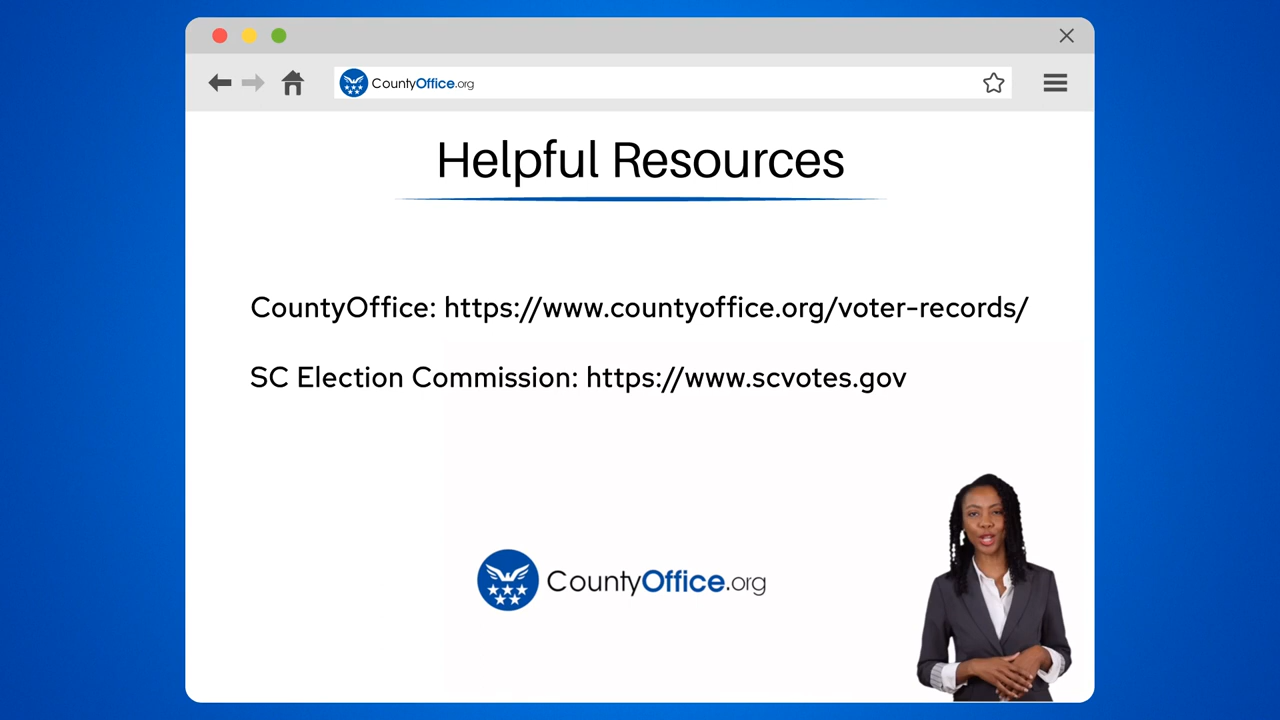 CountyOffice.org
Helpful Resources
CountyOffice: https://www.countyoffice.org/voter-records/
SC Election Commission: https://www.scvotes.gov
CountyOffice.org